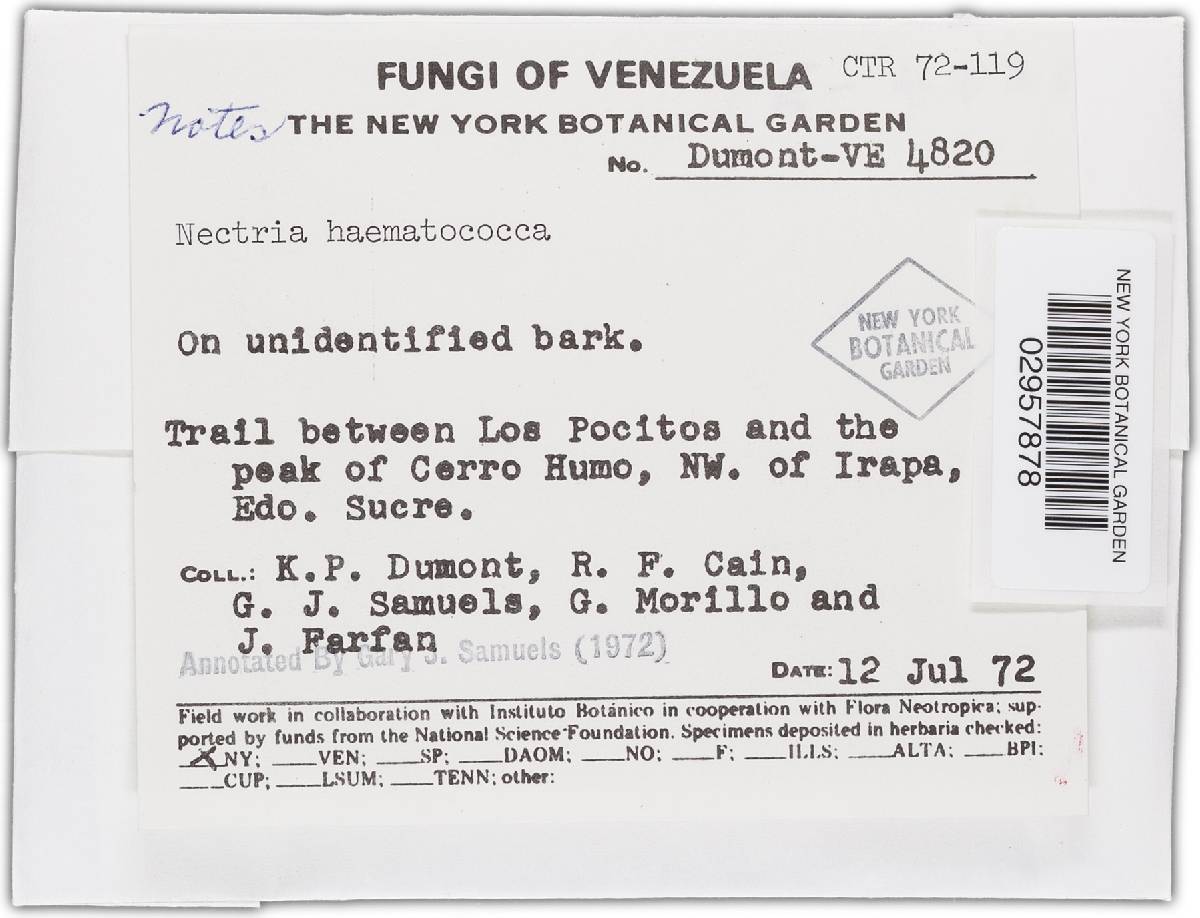 FUNGI OF VENEZUELA CTR 72-119
Notes THE NEW YORK BOTANICAL GARDEN
No. Dumont-VE 4820
Nectria haematococca
NEW YORK
BOTANICAL
GARDEN
On unidentified bark.
Trail between Los Pocitos and the
peak of Cerro Humo, NW. of Irapa,
Edo. Sucre.
COLL.: K.P. Dumont, R. F. Cain,
G. J. Samuels, G. Morillo and
J. Farfan
Annotated By Gary J. Samuels (1972)
DATE: 12 Jul 72
Field work in collaboration with Instituto Botánico in cooperation with Flora Neotropica; sup-
ported by funds from the National Science Foundation. Specimens deposited in herbaria checked:
X NY; ___VEN; ___SP; ___DAOM; ___NO; ___F; ___ILLS; ___ALTA; ___BPI;
___CUP; ___LSUM; ___TENN; other:
NEW YORK BOTANICAL GARDEN
02957878